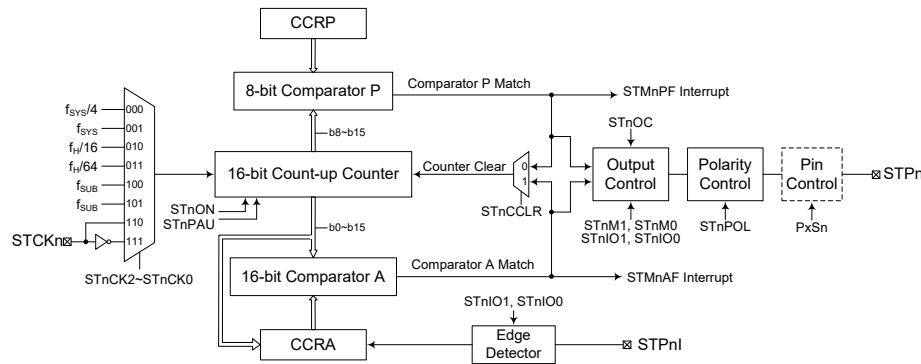 CCRP
8-bit Comparator P
Comparator P Match
STMnPF Interrupt
b8~b15
fSYS/4
000
fSYS
001
fH/16
010
fH/64
011
fSUB
100
fSUB
101
110
111
STCKn
STnCK2~STnCK0
16-bit Count-up Counter
STnON
STnPAU
Counter Clear
0
1
STnCCLR
STnOC
Output
Control
STnM1, STnM0
STnIO1, STnIO0
Polarity
Control
STnPOL
Pin
Control
PxSn
STPn
b0~b15
16-bit Comparator A
Comparator A Match
STMnAF Interrupt
STnIO1, STnIO0
CCRA
Edge
Detector
STPnI